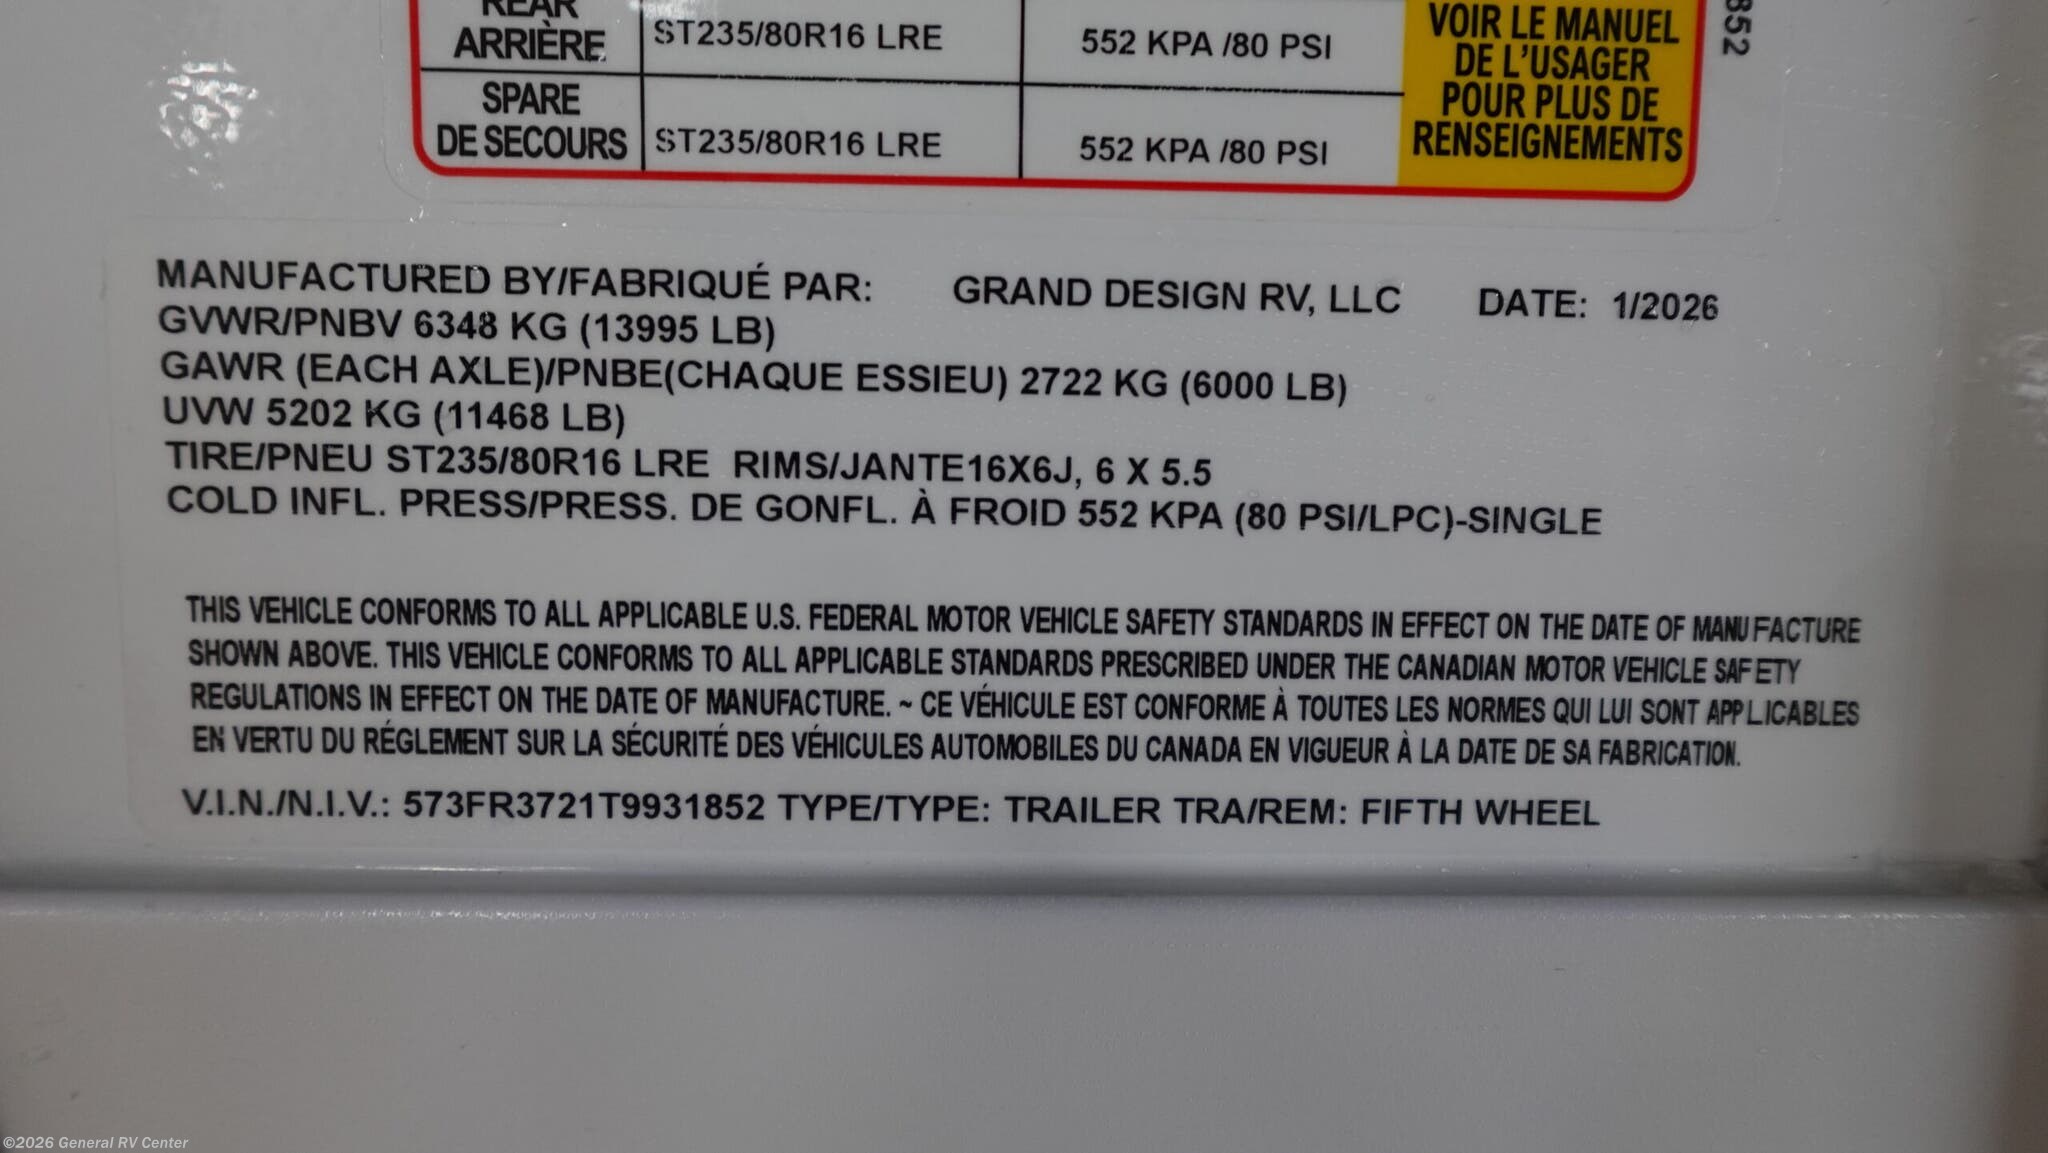 REAR
ARRIÈRE
ST235/80R16 LRE
552 KPA /80 PSI
SPARE
DE SECOURS
ST235/80R16 LRE
552 KPA /80 PSI
VOIR LE MANUEL
DE L'USAGER
POUR PLUS DE
RENSEIGNEMENTS
852
MANUFACTURED BY/FABRIQUÉ PAR: GRAND DESIGN RV, LLC DATE: 1/2026
GVWR/PNBV 6348 KG (13995 LB)
GAWR (EACH AXLE)/PNBE(CHAQUE ESSIEU) 2722 KG (6000 LB)
UVW 5202 KG (11468 LB)
TIRE/PNEU ST235/80R16 LRE RIMS/JANTE16X6J, 6 X 5.5
COLD INFL. PRESS/PRESS. DE GONFL. À FROID 552 KPA (80 PSI/LPC)-SINGLE
THIS VEHICLE CONFORMS TO ALL APPLICABLE U.S. FEDERAL MOTOR VEHICLE SAFETY STANDARDS IN EFFECT ON THE DATE OF MANUFACTURE
SHOWN ABOVE. THIS VEHICLE CONFORMS TO ALL APPLICABLE STANDARDS PRESCRIBED UNDER THE CANADIAN MOTOR VEHICLE SAFETY
REGULATIONS IN EFFECT ON THE DATE OF MANUFACTURE. ~ CE VÉHICULE EST CONFORME À TOUTES LES NORMES QUI LUI SONT APPLICABLES
EN VERTU DU RÉGLEMENT SUR LA SÉCURITÉ DES VÉHICULES AUTOMOBILES DU CANADA EN VIGUEUR À LA DATE DE SA FABRICATION.
V.I.N./N.I.V.: 573FR3721T9931852 TYPE/TYPE: TRAILER TRA/REM: FIFTH WHEEL
©2026 General RV Center